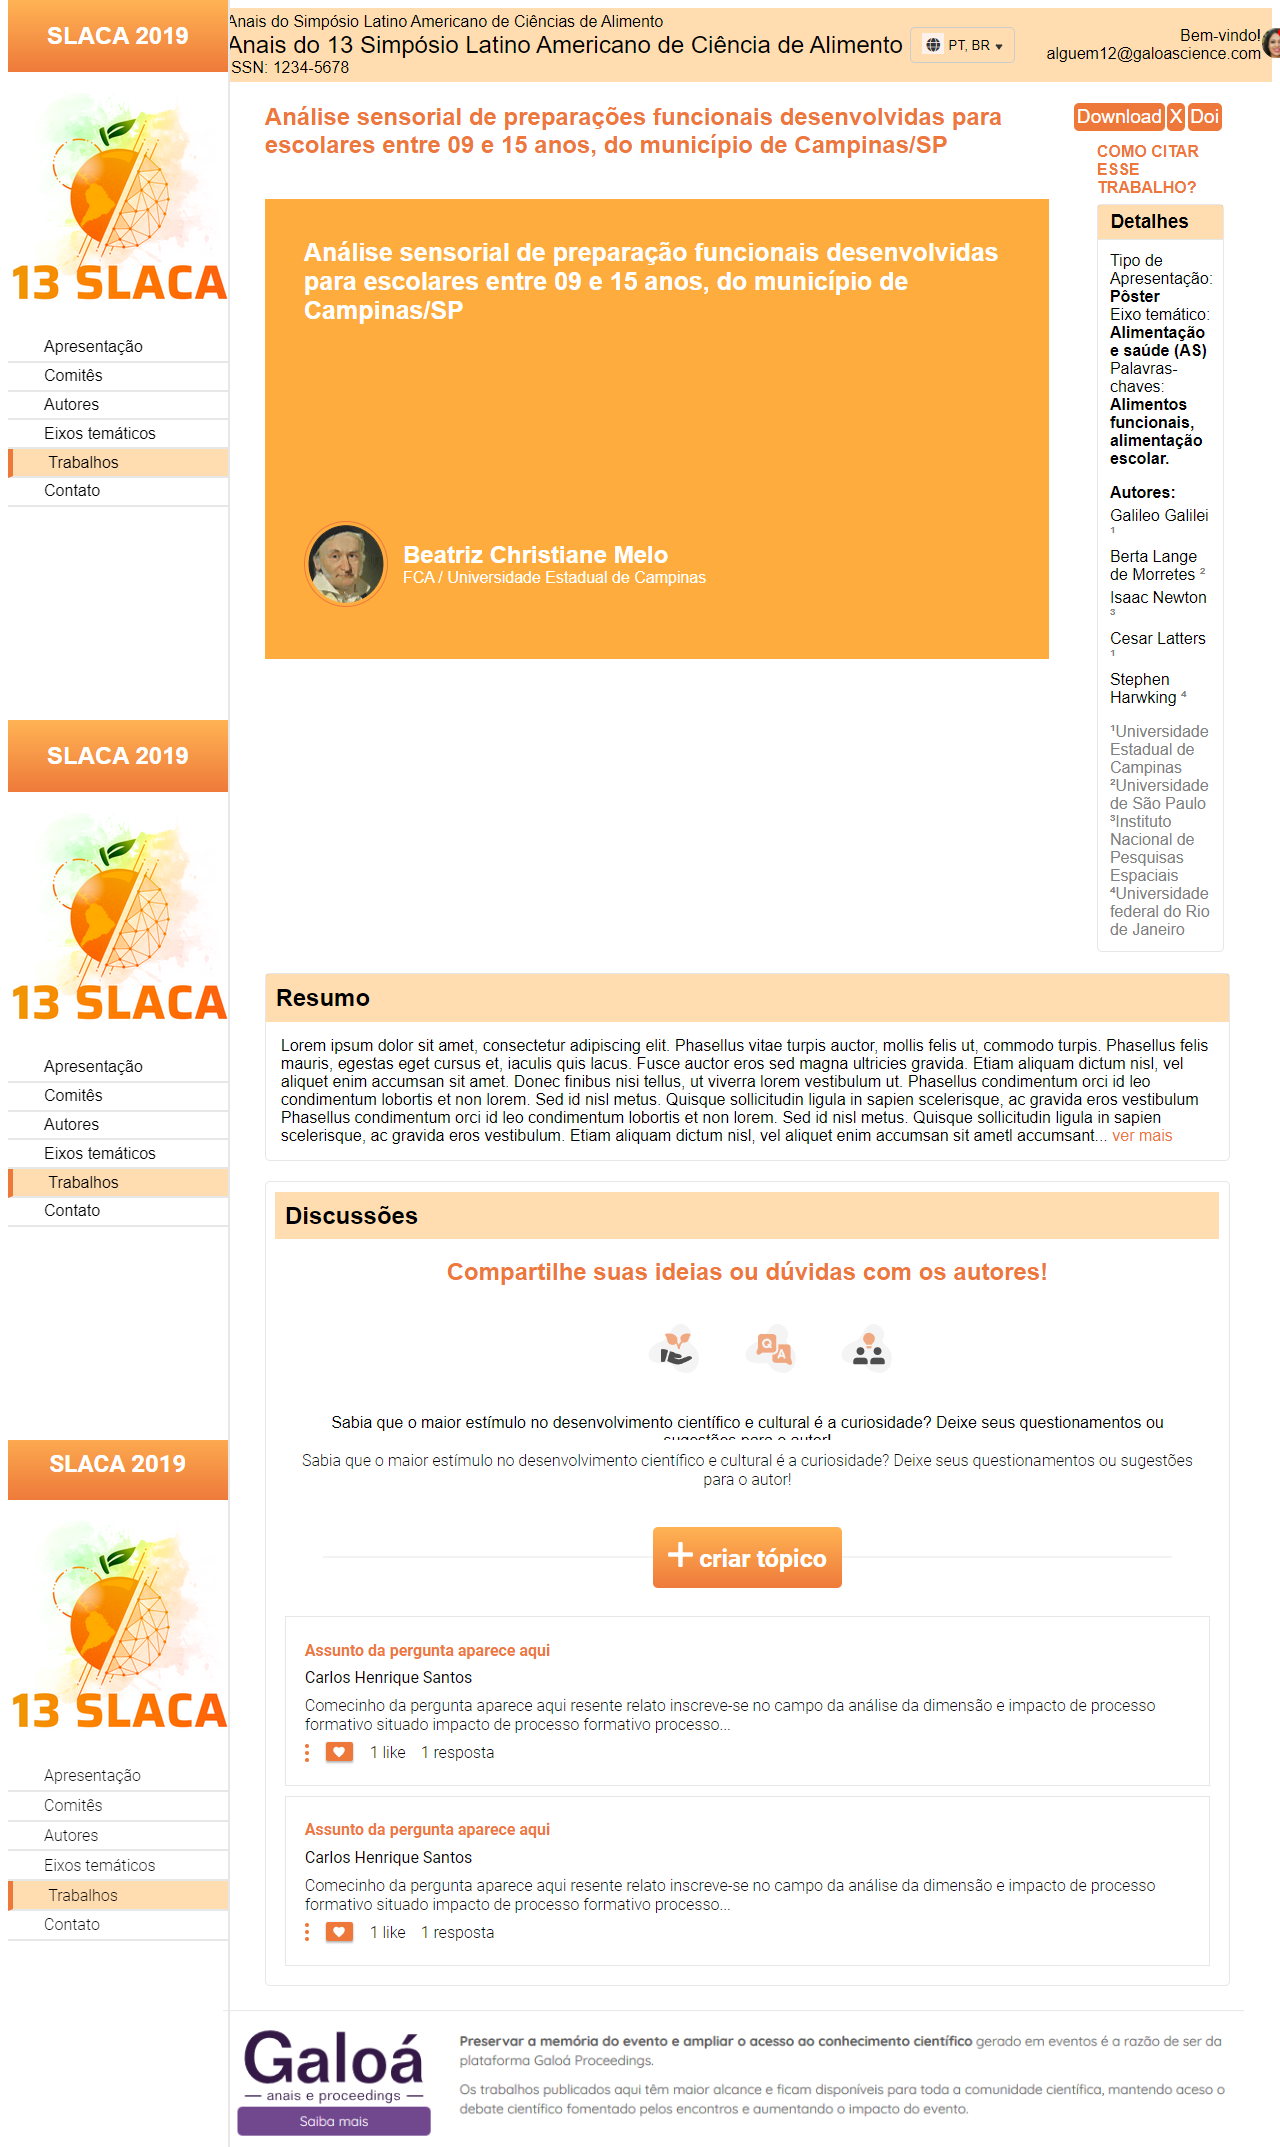 SLACA 2019
Anais do Simpósio Latino Americano de Ciências de Alimento
Anais do 13 Simpósio Latino Americano de Ciência de Alimento
SSN: 1234-5678
PT, BR
Bem-vindo!
alguem12@galoascience.com
13 SLACA
Apresentação
Comitês
Autores
Eixos temáticos
Trabalhos
Contato
Análise sensorial de preparações funcionais desenvolvidas para
escolares entre 09 e 15 anos, do município de Campinas/SP
Download X Doi
COMO CITAR
ESSE
TRABALHO?
Análise sensorial de preparação funcionais desenvolvidas
para escolares entre 09 e 15 anos, do município de
Campinas/SP
Beatriz Christiane Melo
FCA / Universidade Estadual de Campinas
Detalhes
Tipo de
Apresentação:
Pôster
Eixo temático:
Alimentação
e saúde (AS)
Palavras-
chaves:
Alimentos
funcionais,
alimentação
escolar.
Autores:
Galileo Galilei
¹
Berta Lange
de Morretes ²
Isaac Newton
³
Cesar Latters
¹
Stephen
Harwking ⁴
¹Universidade
Estadual de
Campinas
²Universidade
de São Paulo
³Instituto
Nacional de
Pesquisas
Espaciais
⁴Universidade
federal do Rio
de Janeiro
SLACA 2019
13 SLACA
Apresentação
Comitês
Autores
Eixos temáticos
Trabalhos
Contato
Resumo
Lorem ipsum dolor sit amet, consectetur adipiscing elit. Phasellus vitae turpis auctor, mollis felis ut, commodo turpis. Phasellus felis
mauris, egestas eget cursus et, iaculis quis lacus. Fusce auctor eros sed magna ultricies gravida. Etiam aliquam dictum nisl, vel
aliquet enim accumsan sit amet. Donec finibus nisi tellus, ut viverra lorem vestibulum ut. Phasellus condimentum orci id leo
condimentum lobortis et non lorem. Sed id nisl metus. Quisque sollicitudin ligula in sapien scelerisque, ac gravida eros vestibulum
Phasellus condimentum orci id leo condimentum lobortis et non lorem. Sed id nisl metus. Quisque sollicitudin ligula in sapien
scelerisque, ac gravida eros vestibulum. Etiam aliquam dictum nisl, vel aliquet enim accumsan sit ametl accumsant... ver mais
Discussões
Compartilhe suas ideias ou dúvidas com os autores!
Q A
Sabia que o maior estímulo no desenvolvimento científico e cultural é a curiosidade? Deixe seus questionamentos ou
sugestões para o autor!
Sabia que o maior estímulo no desenvolvimento científico e cultural é a curiosidade? Deixe seus questionamentos ou sugestões
para o autor!
+ criar tópico
SLACA 2019
13 SLACA
Apresentação
Comitês
Autores
Eixos temáticos
Trabalhos
Contato
Assunto da pergunta aparece aqui
Carlos Henrique Santos
Comecinho da pergunta aparece aqui resente relato inscreve-se no campo da análise da dimensão e impacto de processo
formativo situado impacto de processo formativo processo...
1 like 1 resposta
Assunto da pergunta aparece aqui
Carlos Henrique Santos
Comecinho da pergunta aparece aqui resente relato inscreve-se no campo da análise da dimensão e impacto de processo
formativo situado impacto de processo formativo processo...
1 like 1 resposta
Galoá
anais e proceedings
Saiba mais
Preservar a memória do evento e ampliar o acesso ao conhecimento científico gerado em eventos é a razão de ser da
plataforma Galoá Proceedings.
Os trabalhos publicados aqui têm maior alcance e ficam disponíveis para toda a comunidade científica, mantendo aceso o
debate científico fomentado pelos encontros e aumentando o impacto do evento.